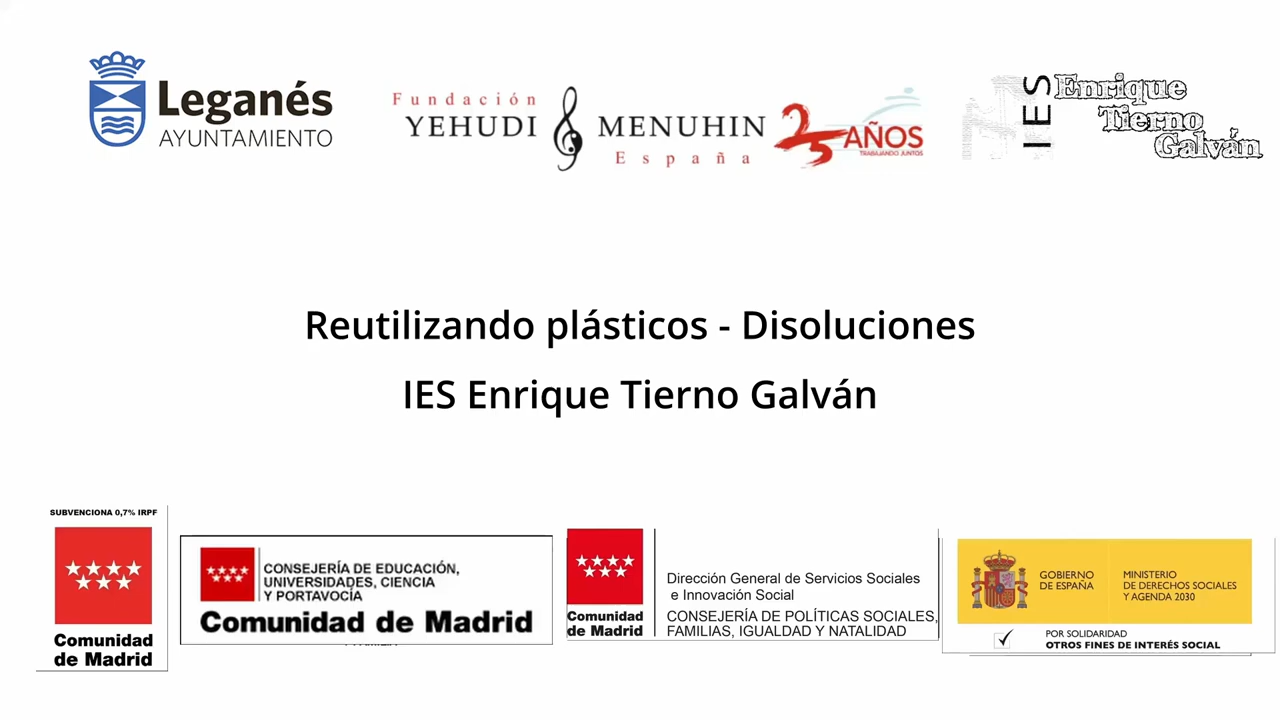 Leganés
AYUNTAMIENTO
Fundación
YEHUDI MENUHIN
España
25 AÑOS
TRABAJANDO JUNTOS
IES Enrique
Tierno
Galván
Reutilizando plásticos - Disoluciones
IES Enrique Tierno Galván
SUBVENCIONA 0,7% IRPF
Comunidad
de Madrid
CONSEJERÍA DE EDUCACIÓN,
UNIVERSIDADES, CIENCIA
Y PORTAVOCÍA
Comunidad de Madrid
Comunidad
de Madrid
Dirección General de Servicios Sociales
e Innovación Social
CONSEJERÍA DE POLÍTICAS SOCIALES,
FAMILIAS, IGUALDAD Y NATALIDAD
GOBIERNO
DE ESPAÑA
MINISTERIO
DE DERECHOS SOCIALES
Y AGENDA 2030
POR SOLIDARIDAD
OTROS FINES DE INTERÉS SOCIAL